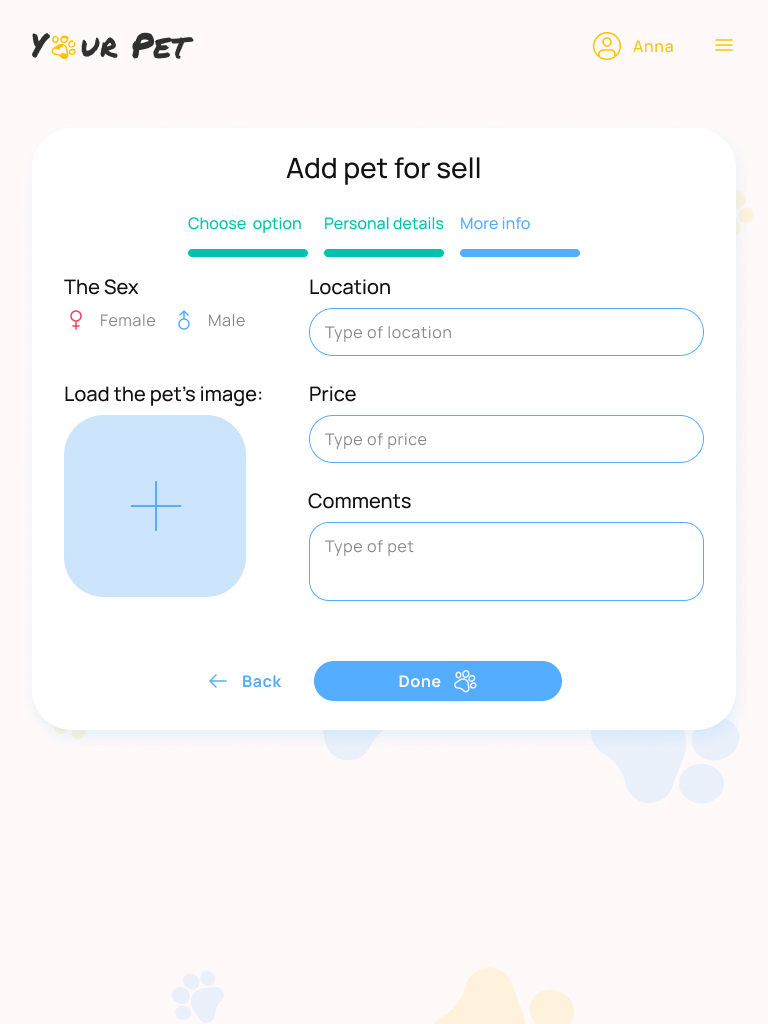 Your Pet
Anna
Add pet for sell
Choose option
Personal details
More info
The Sex
Female
Male
Location
Type of location
Load the pet's image:
Price
Type of price
Comments
Type of pet
Back
Done